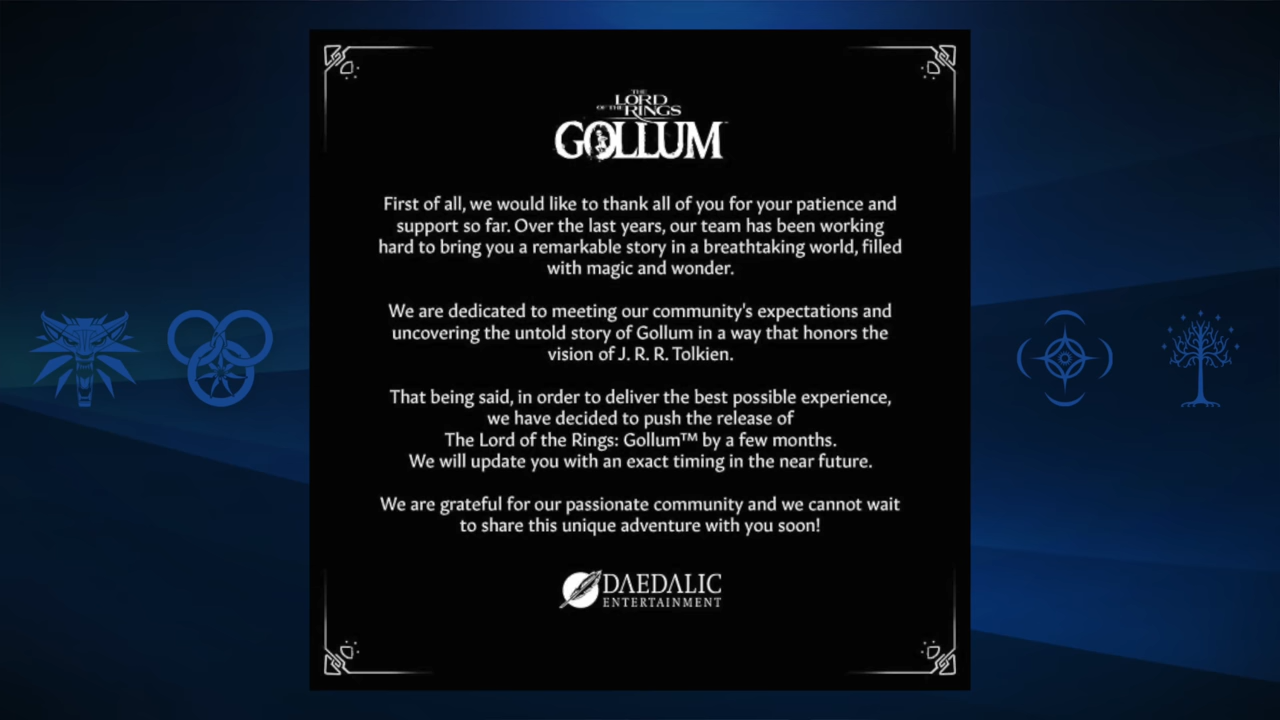 THE
LORD
OF THE RINGS
GOLLUM
First of all, we would like to thank all of you for your patience and
support so far. Over the last years, our team has been working
hard to bring you a remarkable story in a breathtaking world, filled
with magic and wonder.
We are dedicated to meeting our community's expectations and
uncovering the untold story of Gollum in a way that honors the
vision of J. R. R. Tolkien.
That being said, in order to deliver the best possible experience,
we have decided to push the release of
The Lord of the Rings: Gollum™ by a few months.
We will update you with an exact timing in the near future.
We are grateful for our passionate community and we cannot wait
to share this unique adventure with you soon!
DAEDALIC
ENTERTAINMENT